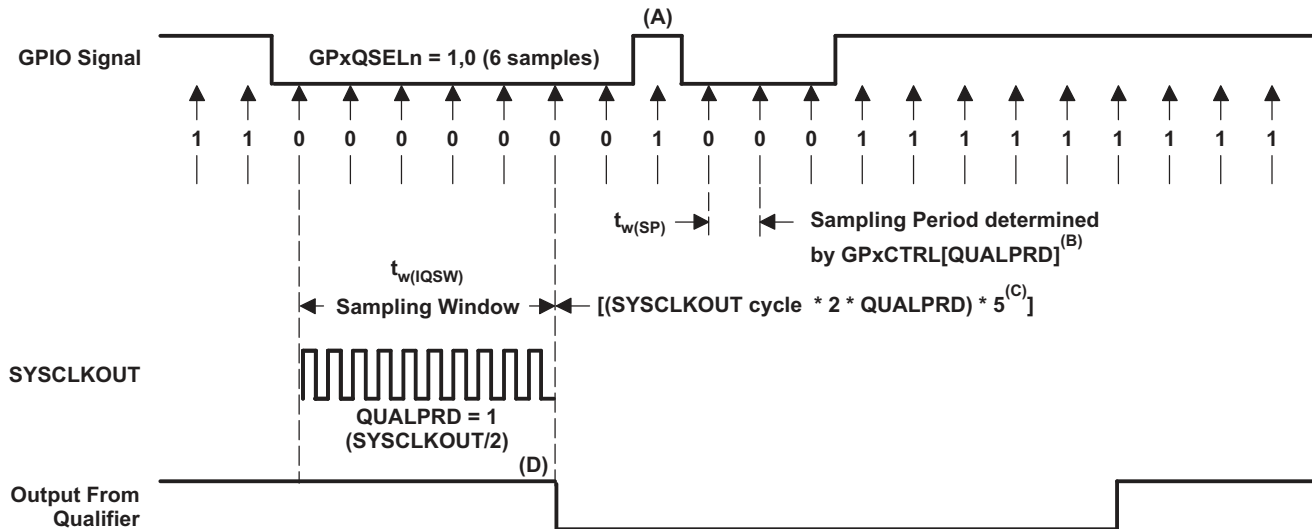 (A)
GPIO Signal
GPxQSELn = 1,0 (6 samples)
1 1 0 0 0 0 0 0 0 1 0 0 0 1 1 1 1 1 1 1 1 1
tw(SP)
Sampling Period determined
by GPxCTRL[QUALPRD](B)
tw(IQSW)
Sampling Window
[(SYSCLKOUT cycle * 2 * QUALPRD) * 5(C)]
SYSCLKOUT
QUALPRD = 1
(SYSCLKOUT/2)
(D)
Output From
Qualifier